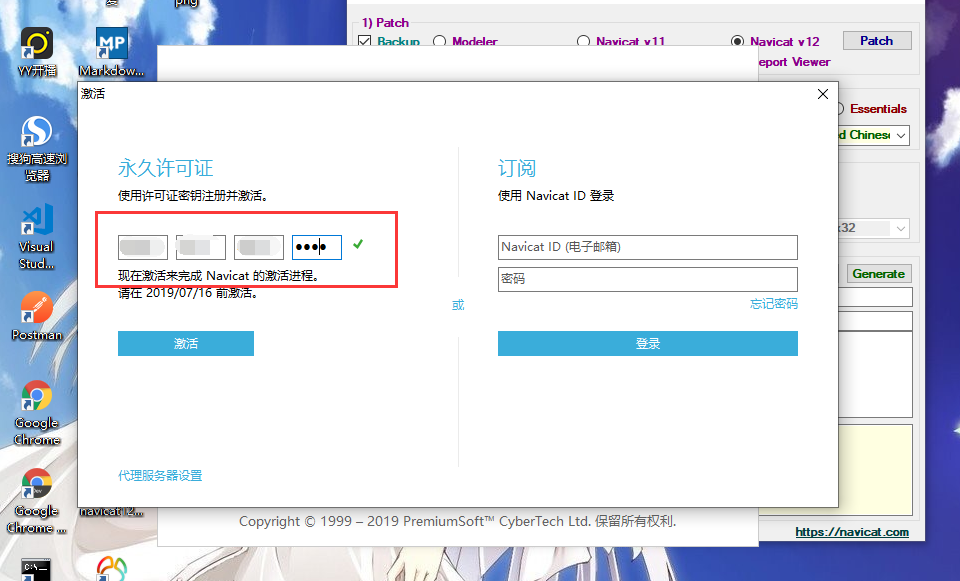 png
YY开播
Markdow...
搜狗高速浏
览器
Visual
Stud...
Postman
Google
Chrome
Google
Chrome ...
navicat12...
1) Patch
Backup
Modeler
Navicat v11
Navicat v12
Patch
eport Viewer
Essentials
d Chinese
32
Generate
https://navicat.com
激活
永久许可证
使用许可证密钥注册并激活。
现在激活来完成 Navicat 的激活进程。
请在 2019/07/16 前激活。
激活
代理服务器设置
或
订阅
使用 Navicat ID 登录
Navicat ID (电子邮箱)
密码
忘记密码
登录
Copyright © 1999 – 2019 PremiumSoft™ CyberTech Ltd. 保留所有权利。